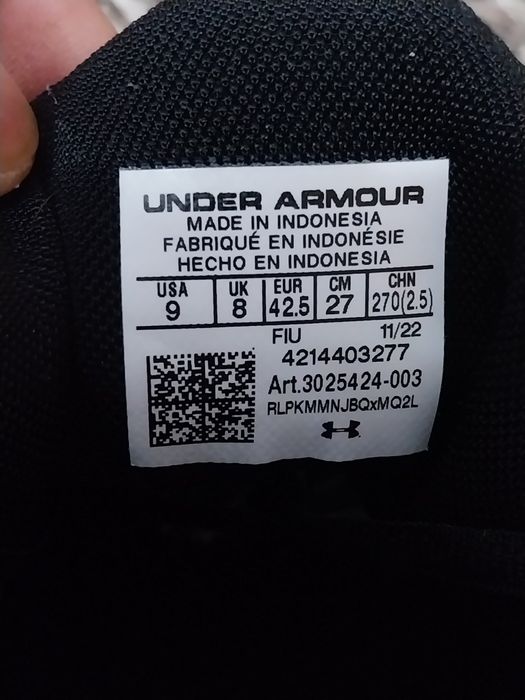 UNDER ARMOUR
MADE IN INDONESIA
FABRIQUÉ EN INDONÉSIE
HECHO EN INDONESIA
USA UK EUR CM CHN
9 8 42.5 27 270(2.5)
FIU 11/22
4214403277
Art.3025424-003
RLPKMMNJBQxMQ2L